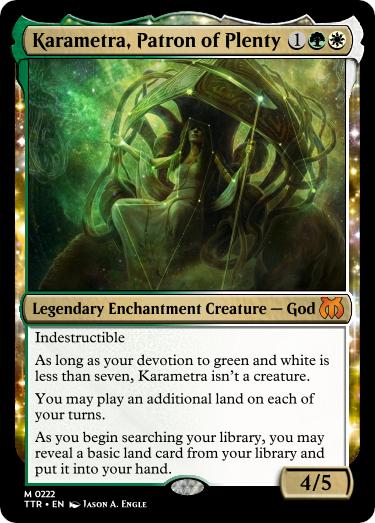 Karametra, Patron of Plenty 1
Legendary Enchantment Creature — God
Indestructible
As long as your devotion to green and white is
less than seven, Karametra isn't a creature.
You may play an additional land on each of
your turns.
As you begin searching your library, you may
reveal a basic land card from your library and
put it into your hand.
4/5
M 0222
TTR • EN Jason A. Engle